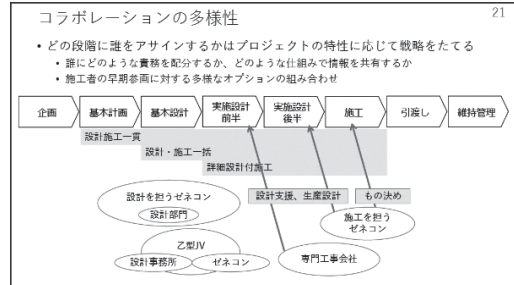 コラボレーションの多様性
21
• どの段階に誰をアサインするかはプロジェクトの特性に応じて戦略をたてる
• 誰にどのような責務を配分するか、どのような仕組みで情報を共有するか
• 施工者の早期参画に対する多様なオプションの組み合わせ
企画
基本計画
基本設計
実施設計
前半
実施設計
後半
施工
引渡し
維持管理
設計施工一貫
設計・施工一括
詳細設計付施工
設計を担うゼネコン
設計部門
設計支援、生産設計
もの決め
施工を担う
ゼネコン
乙型JV
設計事務所
ゼネコン
専門工事会社